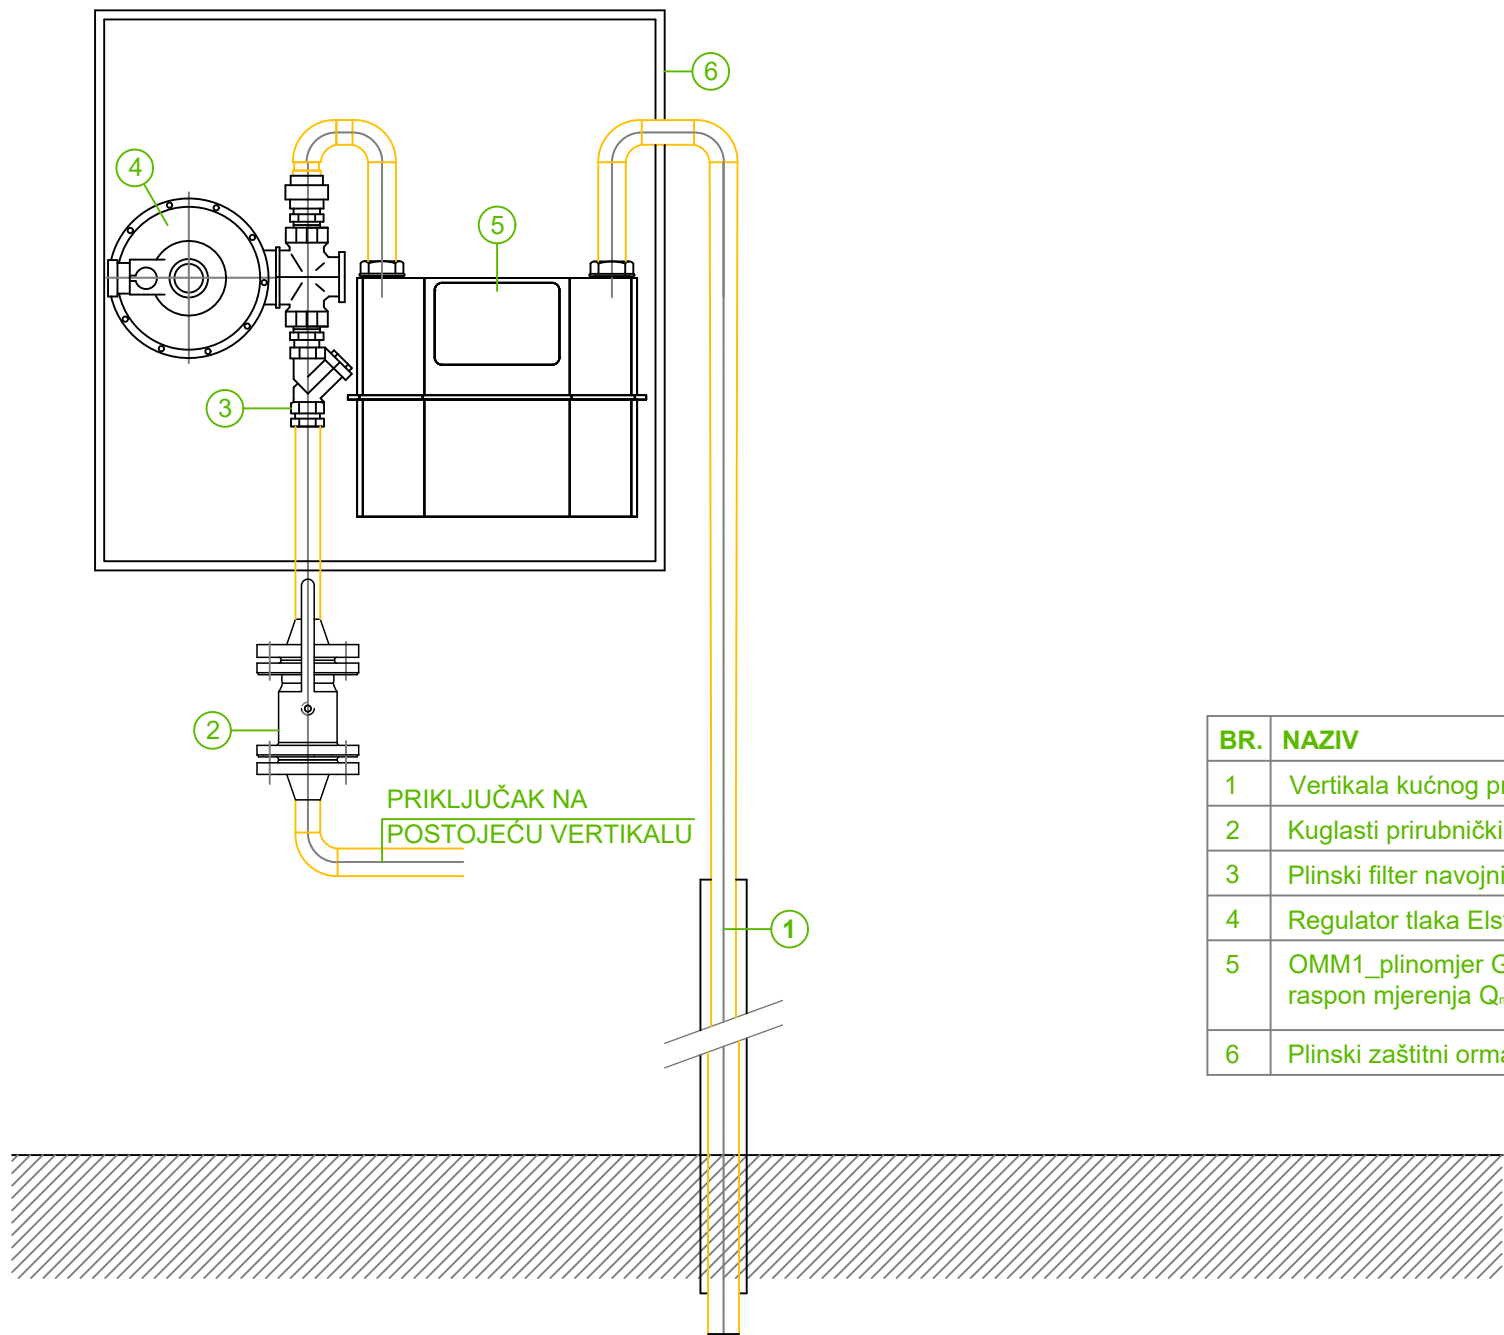 6
4
5
3
2
PRIKLJUČAK NA
POSTOJEĆU VERTIKALU
1
BR. NAZIV
1 Vertikala kućnog
2 Kuglasti prirubnički
3 Plinski filter navojni
4 Regulator tlaka
5 OMM1_plinomjer
raspon mjerenja
6 Plinski zaštitni